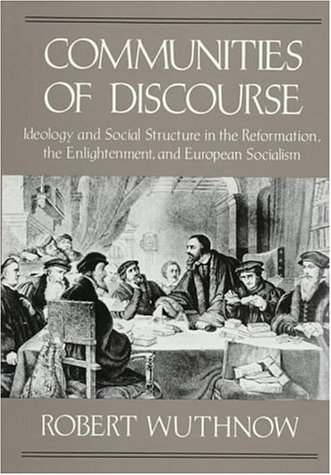 COMMUNITIES
OF DISCOURSE
Ideology and Social Structure in the Reformation,
the Enlightenment, and European Socialism
ROBERT WUTHNOW